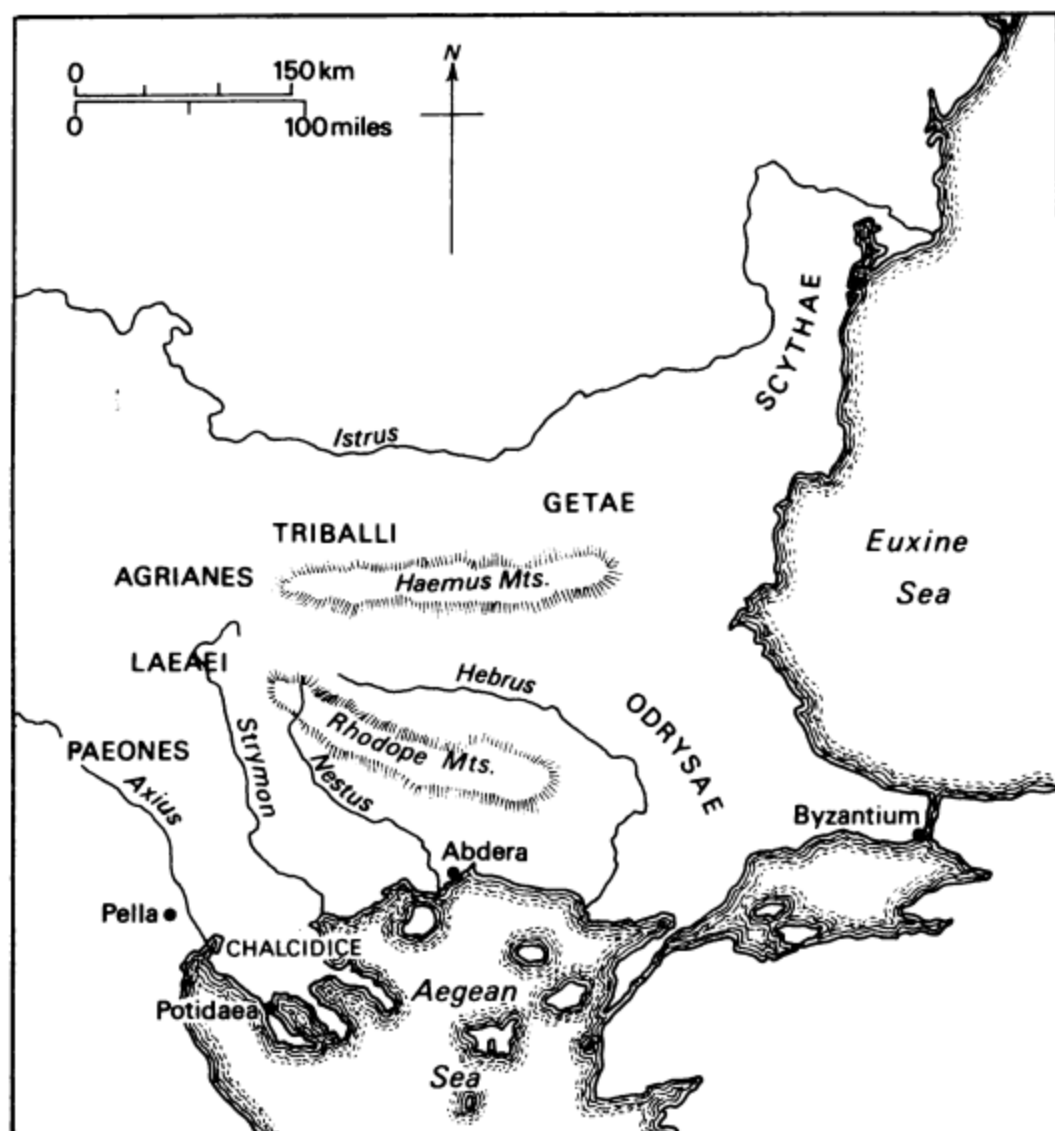 N
0 150 km
0 100 miles
SCYTHAE
Istrus
GETAE
TRIBALLI
Euxine
Sea
AGRIANES
Haemus Mts.
LAEAEI
Hebrus
ODRYSAE
Rhodope Mts.
Strymon
PAEONES
Nestus
Axius
Byzantium
Abdera
Pella
CHALCIDICE
Aegean
Sea
Potidaea